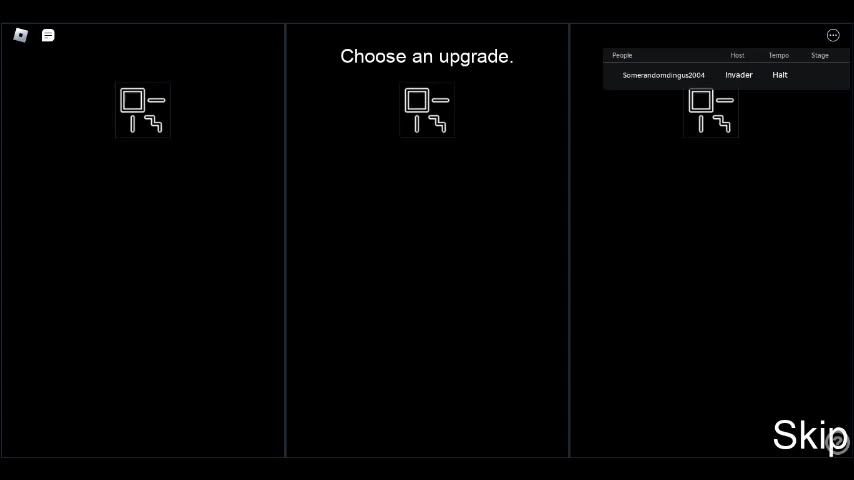 Choose an upgrade.
People Host Tempo Stage
Somerandomdingus2004 Invader Halt
Skip